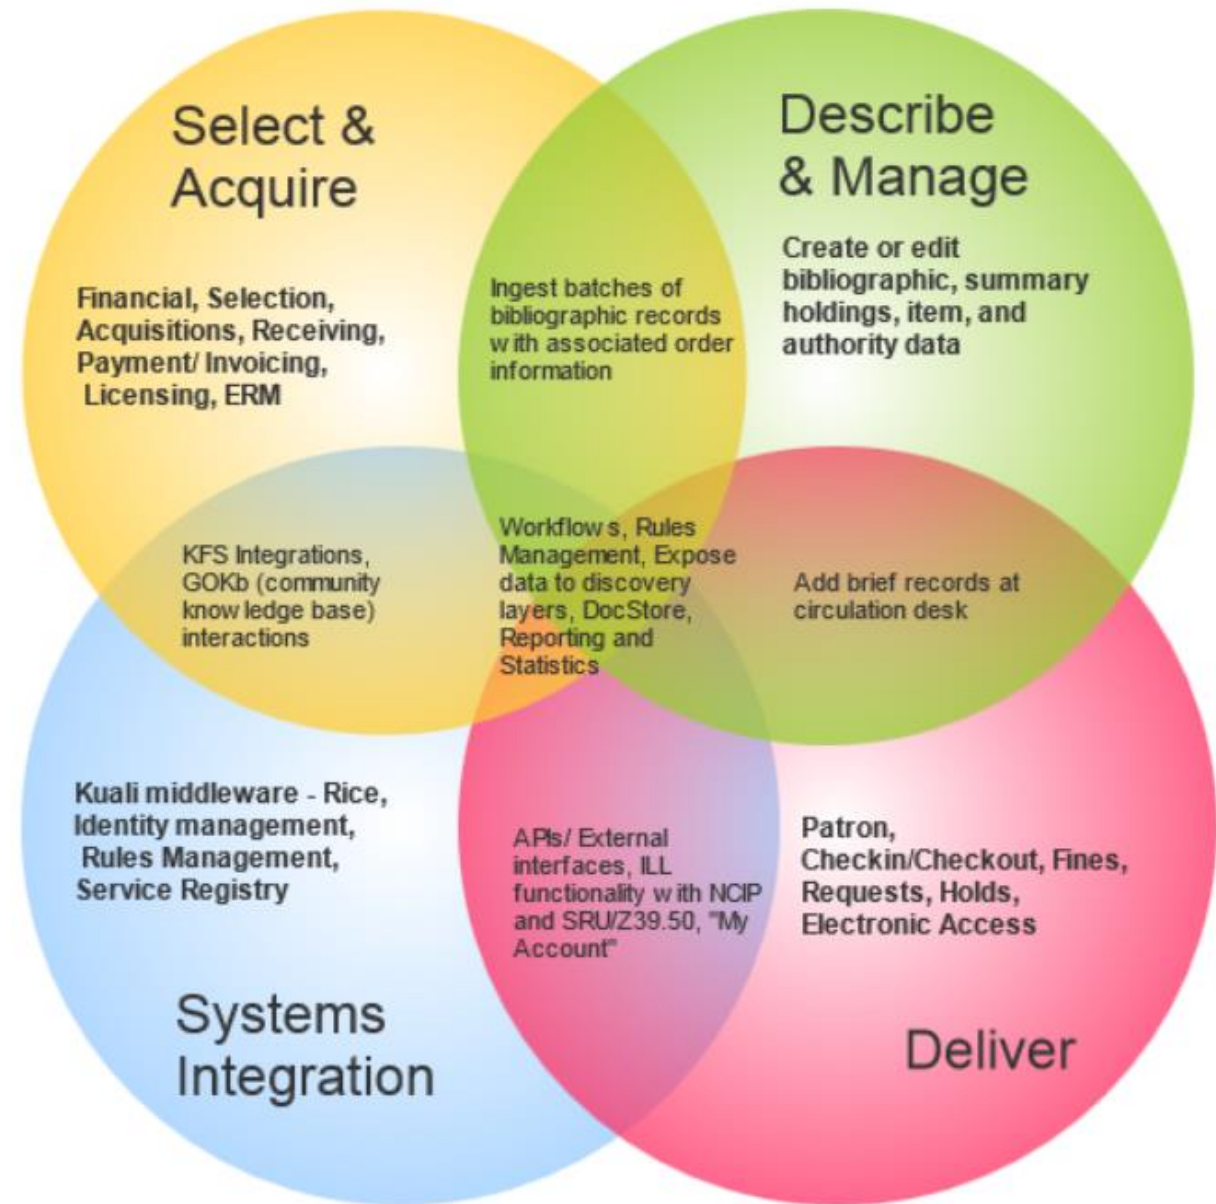 Select &
Acquire
Financial, Selection,
Acquisitions, Receiving,
Payment/ Invoicing,
Licensing, ERM
Ingest batches of
bibliographic records
with associated order
information
Describe
& Manage
Create or edit
bibliographic, summary
holdings, item, and
authority data
KFS Integrations,
GOKb (community
knowledge base)
interactions
Workflows, Rules
Management, Expose
data to discovery
layers, DocStore,
Reporting and
Statistics
Add brief records at
circulation desk
Kuali middleware - Rice,
Identity management,
Rules Management,
Service Registry
Systems
Integration
APIs/ External
interfaces, ILL
functionality with NCIP
and SRU/Z39.50, "My
Account"
Patron,
Checkin/Checkout, Fines,
Requests, Holds,
Electronic Access
Deliver